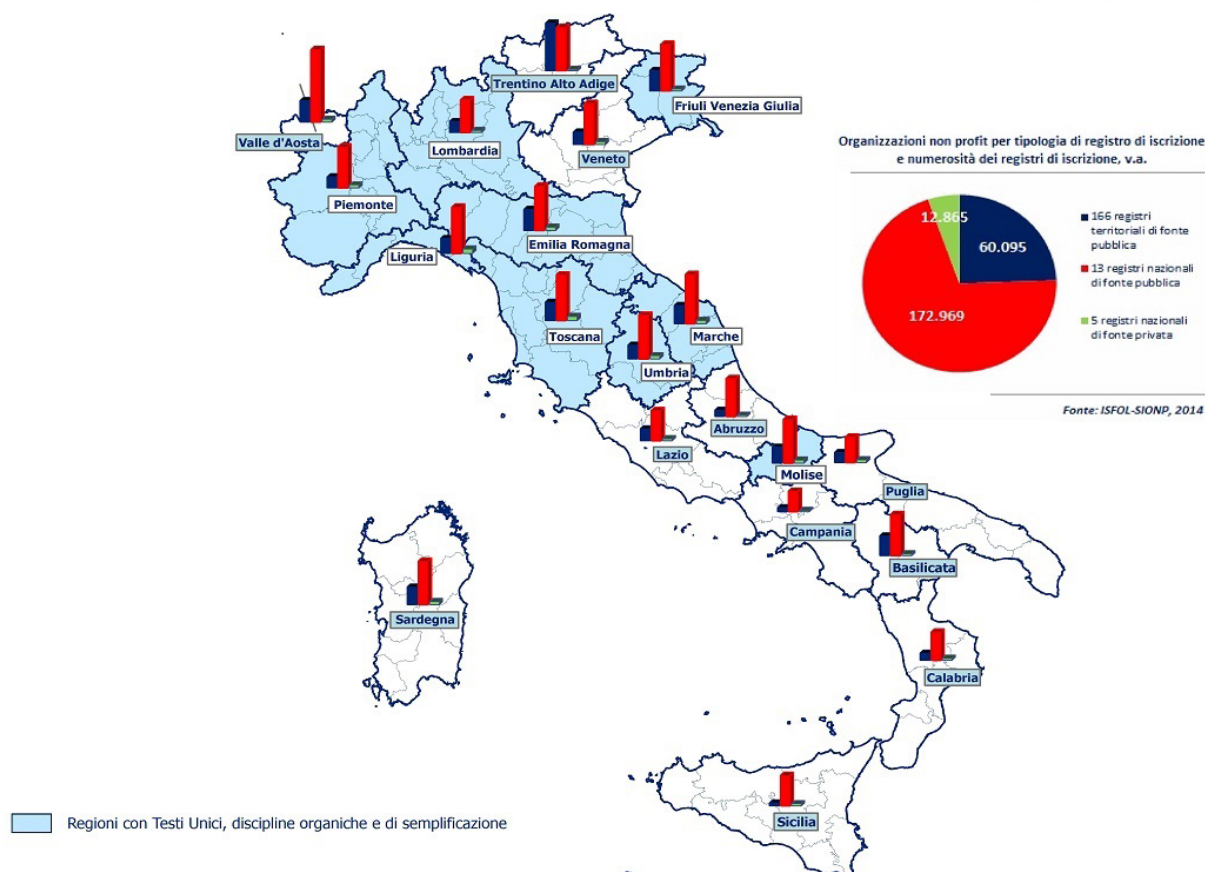 Trentino Alto Adige
Friuli Venezia Giulia
Valle d'Aosta
Lombardia
Veneto
Piemonte
Emilia Romagna
Liguria
Toscana
Marche
Umbria
Abruzzo
Lazio
Molise
Puglia
Campania
Basilicata
Sardegna
Calabria
Sicilia
Organizzazioni non profit per tipologia di registro di iscrizione
e numerosità dei registri di iscrizione, v.a.
12.865
60.095
172.969
166 registri
territoriali di fonte
pubblica
13 registri nazionali
di fonte pubblica
5 registri nazionali
di fonte privata
Fonte: ISFOL-SIONP, 2014
Regioni con Testi Unici, discipline organiche e di semplificazione